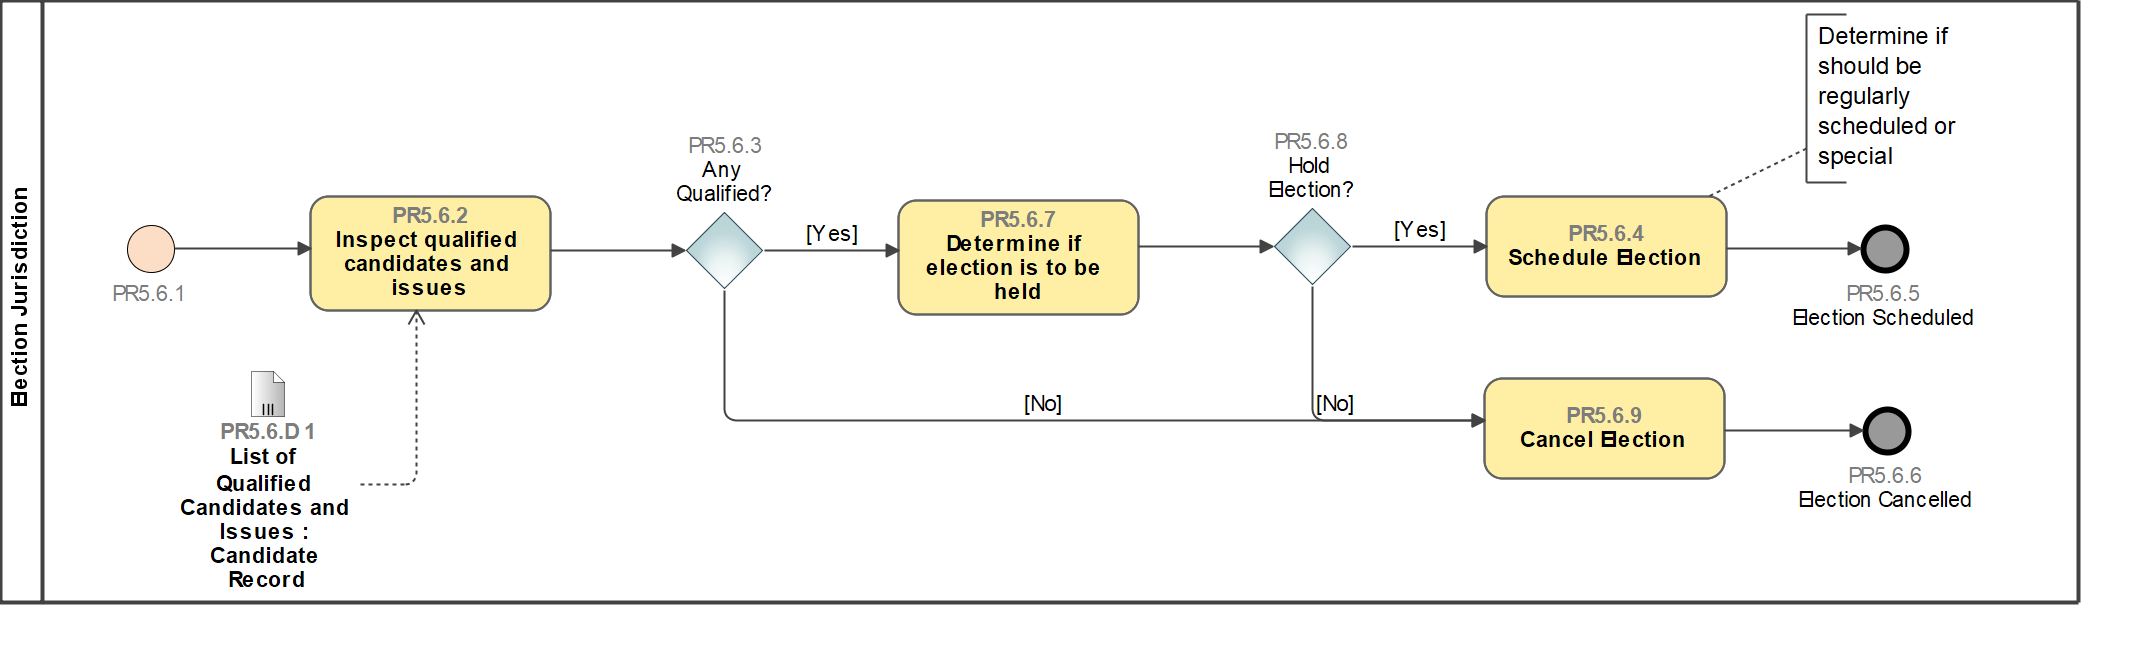 Election Jurisdiction
PR5.6.1
PR5.6.2
Inspect qualified
candidates and
issues
PR5.6.D 1
List of
Qualified
Candidates and
Issues :
Candidate
Record
PR5.6.3
Any
Qualified?
[Yes]
[No]
PR5.6.7
Determine if
election is to be
held
PR5.6.8
Hold
Election?
[Yes]
[No]
PR5.6.4
Schedule Election
Determine if
should be
regularly
scheduled or
special
PR5.6.5
Election Scheduled
PR5.6.9
Cancel Election
PR5.6.6
Election Cancelled